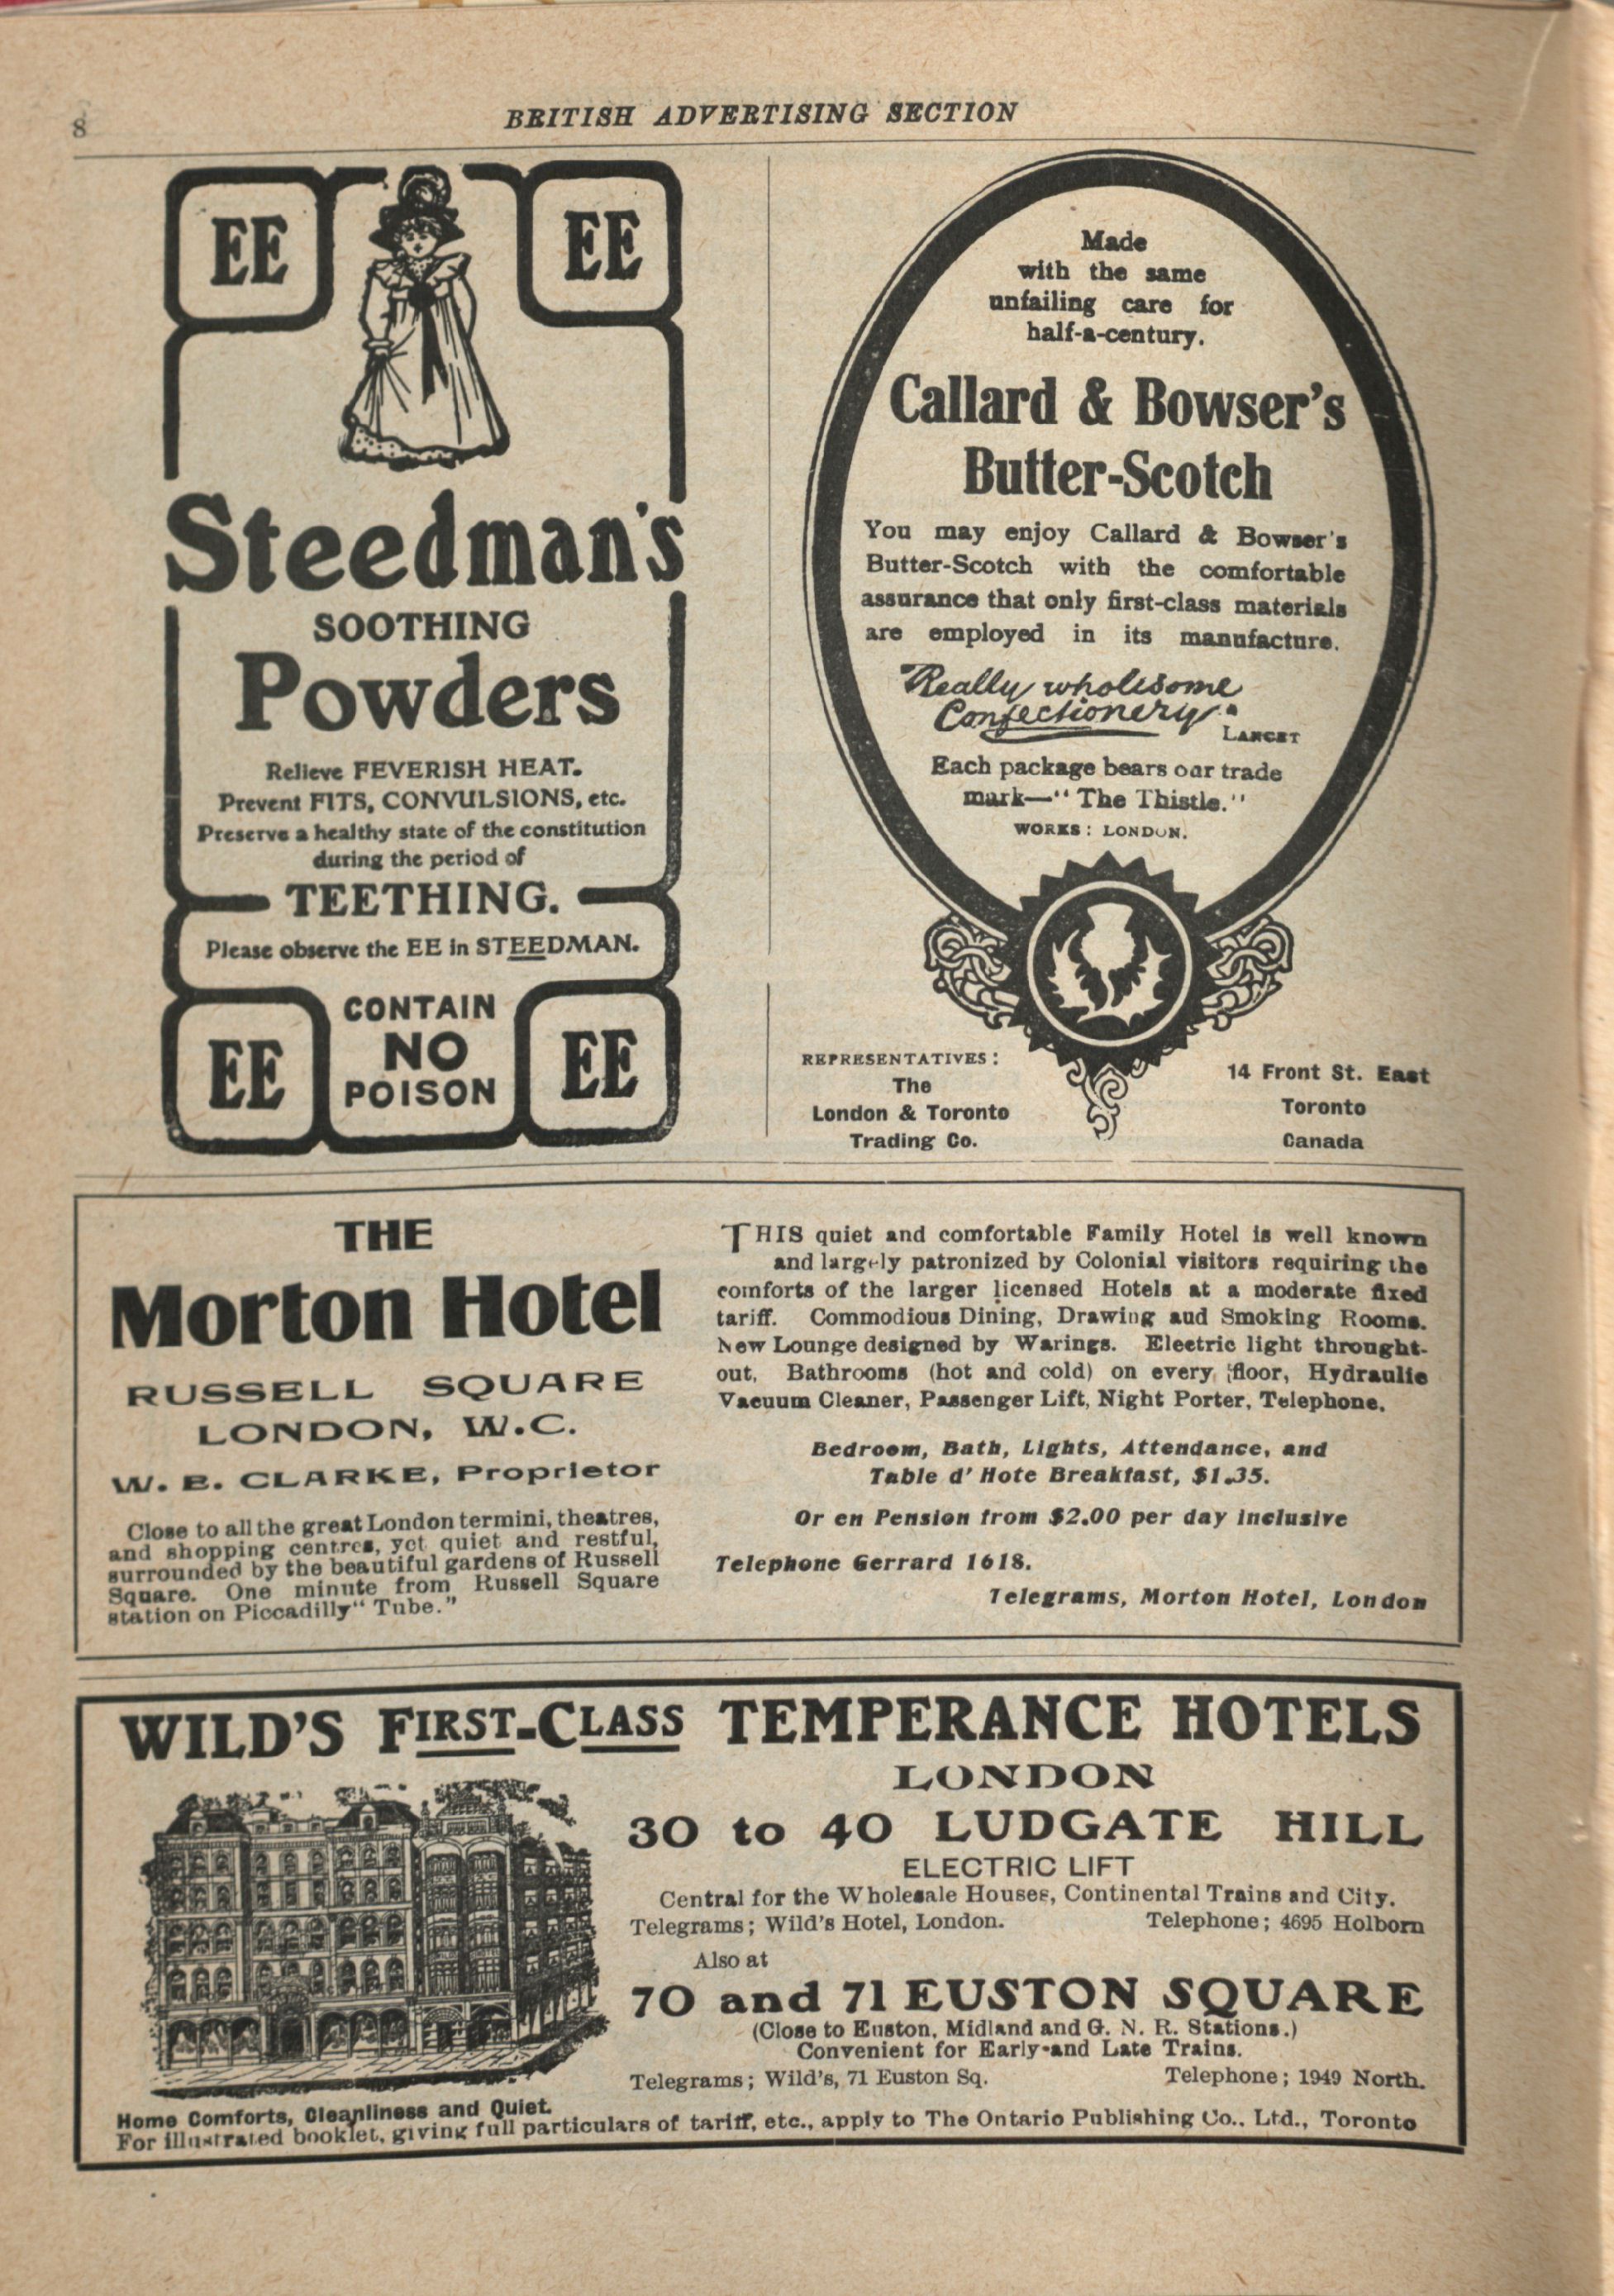 8
BRITISH ADVERTISING SECTION
EE
EE
Steedman's
SOOTHING
Powders
Relieve FEVERISH HEAT.
Prevent FITS, CONVULSIONS, etc.
Preserve a healthy state of the constitution
during the period of
TEETHING.
Please observe the EE in STEEDMAN.
EE
CONTAIN
NO
POISON
EE
Made
with the same
unfailing care for
half-a-century.
Callard & Bowser's
Butter-Scotch
You may enjoy Callard & Bowser's
Butter-Scotch with the comfortable
assurance that only first-class materials
are employed in its manufacture.
"Really wholesome
Confectionery."
LANCET
Each package bears our trade
mark—"The Thistle."
WORKS: LONDON.
REPRESENTATIVES:
The
London & Toronto
Trading Co.
14 Front St. East
Toronto
Canada
THE
Morton Hotel
RUSSELL SQUARE
LONDON, W.C.
W. B. CLARKE, Proprietor
Close to all the great London termini, theatres,
and shopping centres, yet quiet and restful,
surrounded by the beautiful gardens of Russell
Square. One minute from Russell Square
station on Piccadilly "Tube."
THIS quiet and comfortable Family Hotel is well known
and largely patronized by Colonial visitors requiring the
comforts of the larger licensed Hotels at a moderate fixed
tariff. Commodious Dining, Drawing aud Smoking Rooms.
New Lounge designed by Warings. Electric light throught-
out, Bathrooms (hot and cold) on every floor, Hydraulic
Vacuum Cleaner, Passenger Lift, Night Porter, Telephone.
Bedroom, Bath, Lights, Attendance, and
Table d' Hote Breakfast, $1.35.
Or en Pension from $2.00 per day inclusive
Telephone Gerrard 1618.
Telegrams, Morton Hotel, London
WILD'S FIRST-CLASS TEMPERANCE HOTELS
LONDON
30 to 40 LUDGATE HILL
ELECTRIC LIFT
Central for the Wholesale Houses, Continental Trains and City.
Telegrams; Wild's Hotel, London. Telephone; 4695 Holborn
Also at
70 and 71 EUSTON SQUARE
(Close to Euston, Midland and G. N. R. Stations.)
Convenient for Early-and Late Trains.
Telegrams; Wild's, 71 Euston Sq. Telephone; 1949 North.
Home Comforts, Cleanliness and Quiet.
For illustrated booklet, giving full particulars of tariff, etc., apply to The Ontario Publishing Co., Ltd., Toronto